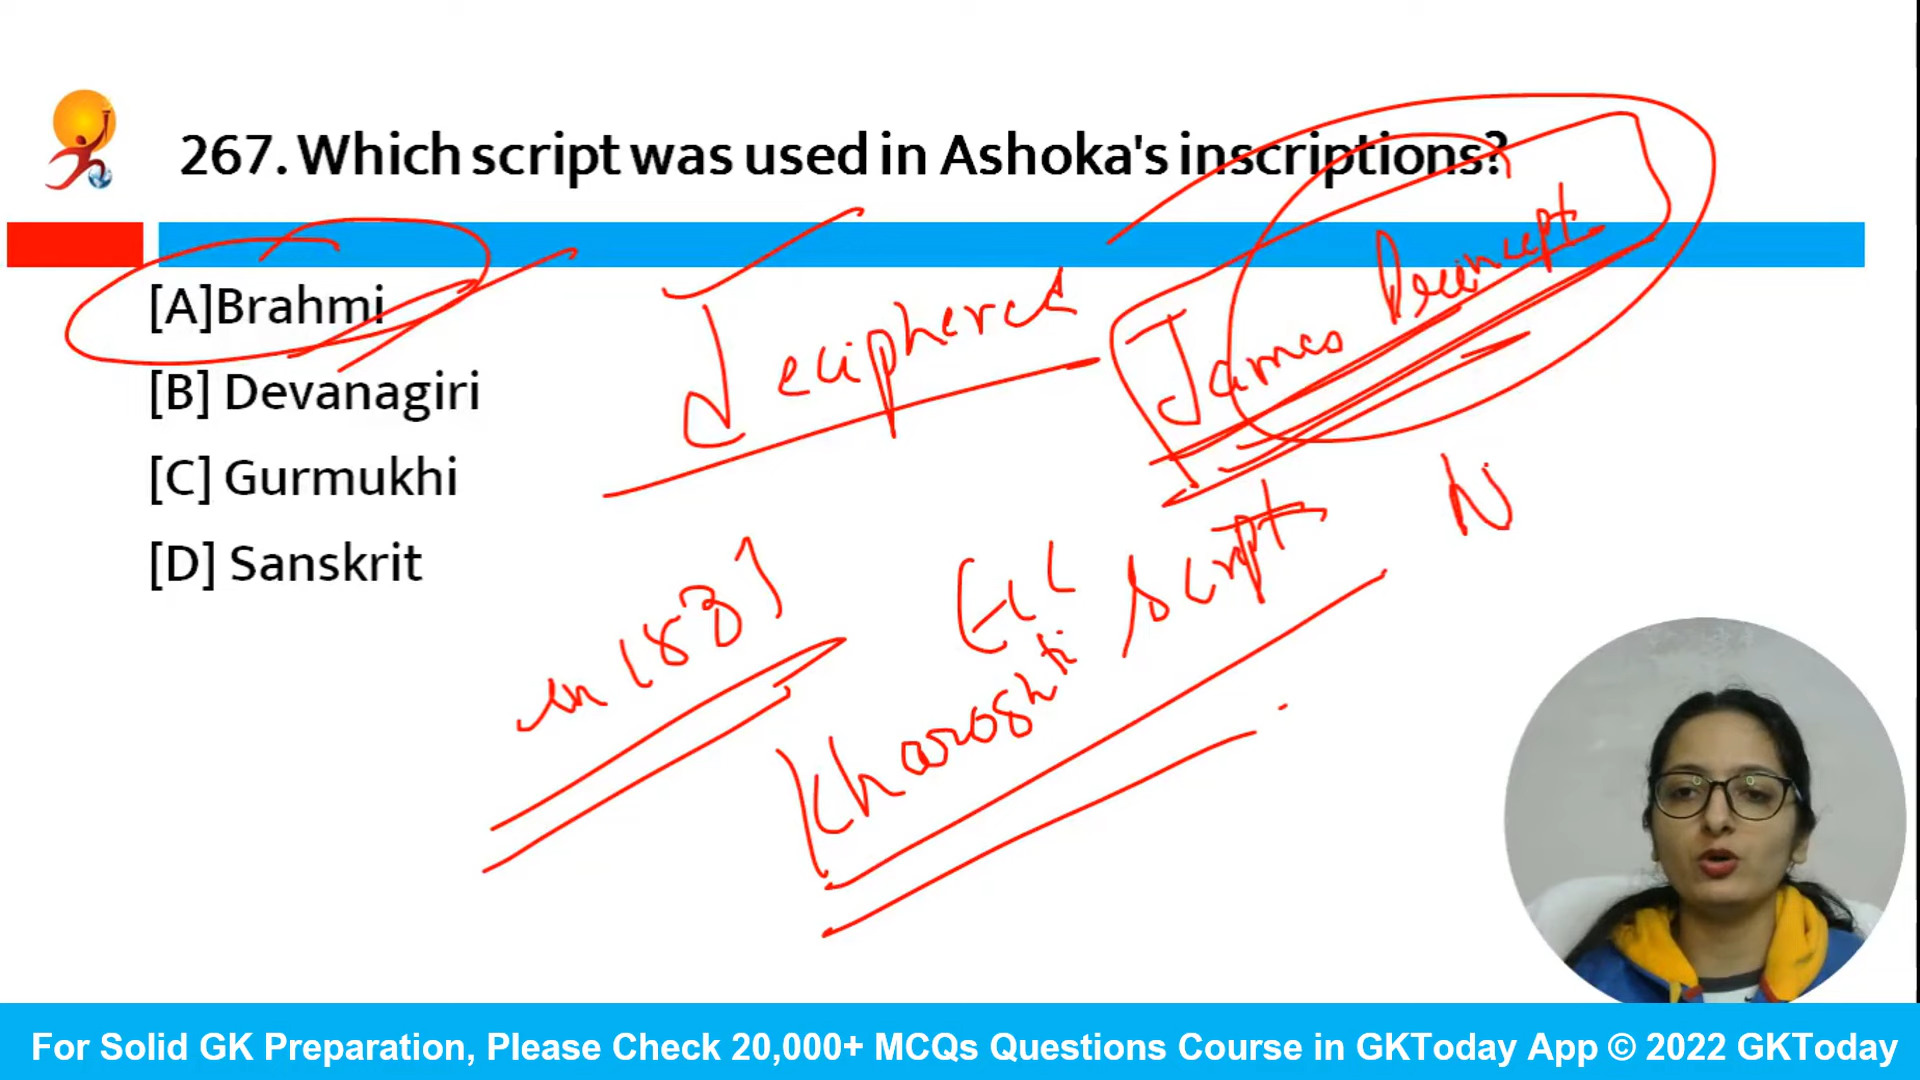 267. Which script was used in Ashoka's inscriptions?
[A]Brahmi
[B] Devanagiri
[C] Gurmukhi
[D] Sanskrit
Deciphered
James
in 1837
script
Kharoshti
N
For Solid GK Preparation, Please Check 20,000+ MCQs Questions Course in GKToday App © 2022 GKToday